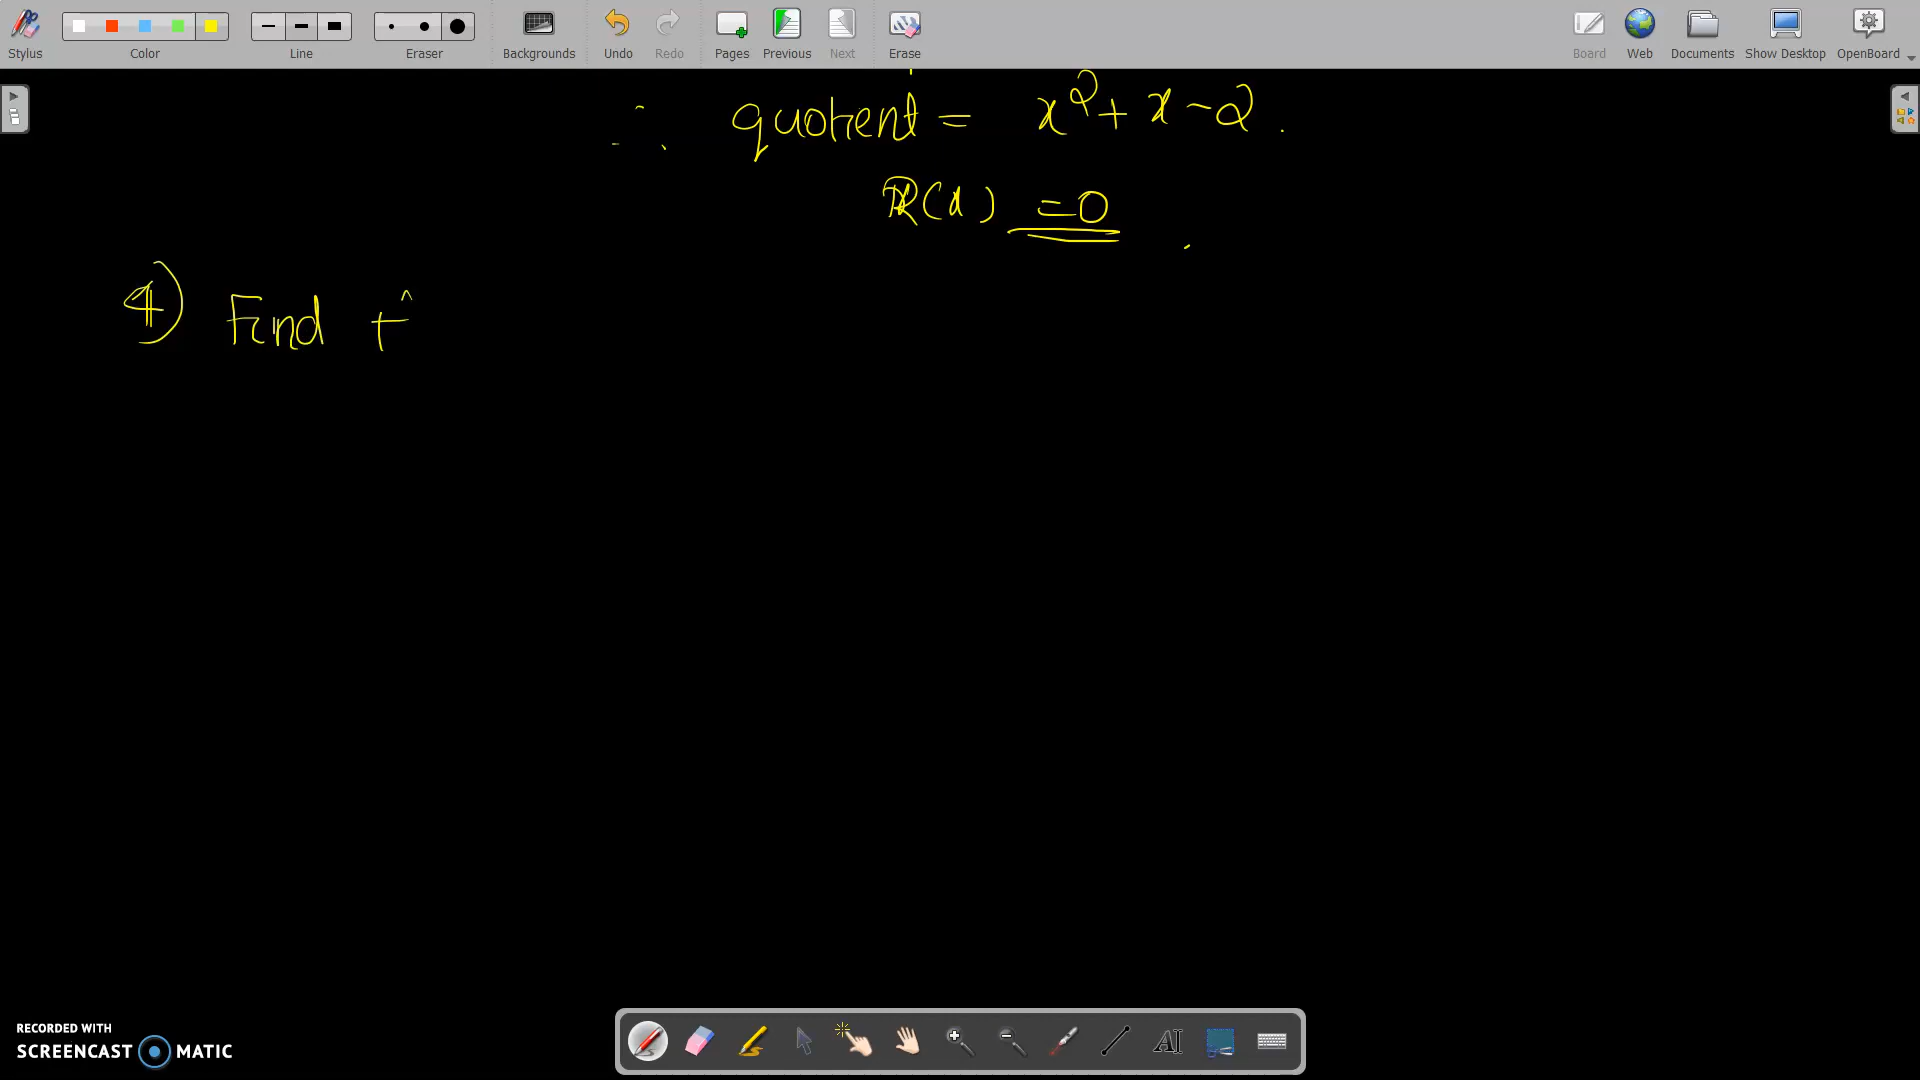 Stylus Color Line Eraser Backgrounds Undo Redo Pages Previous Next Erase Board Web Documents Show Desktop OpenBoard
∴ quotient = x² + x - 2.
R(x) = 0
4) Find
AI
RECORDED WITH
SCREENCAST MATIC